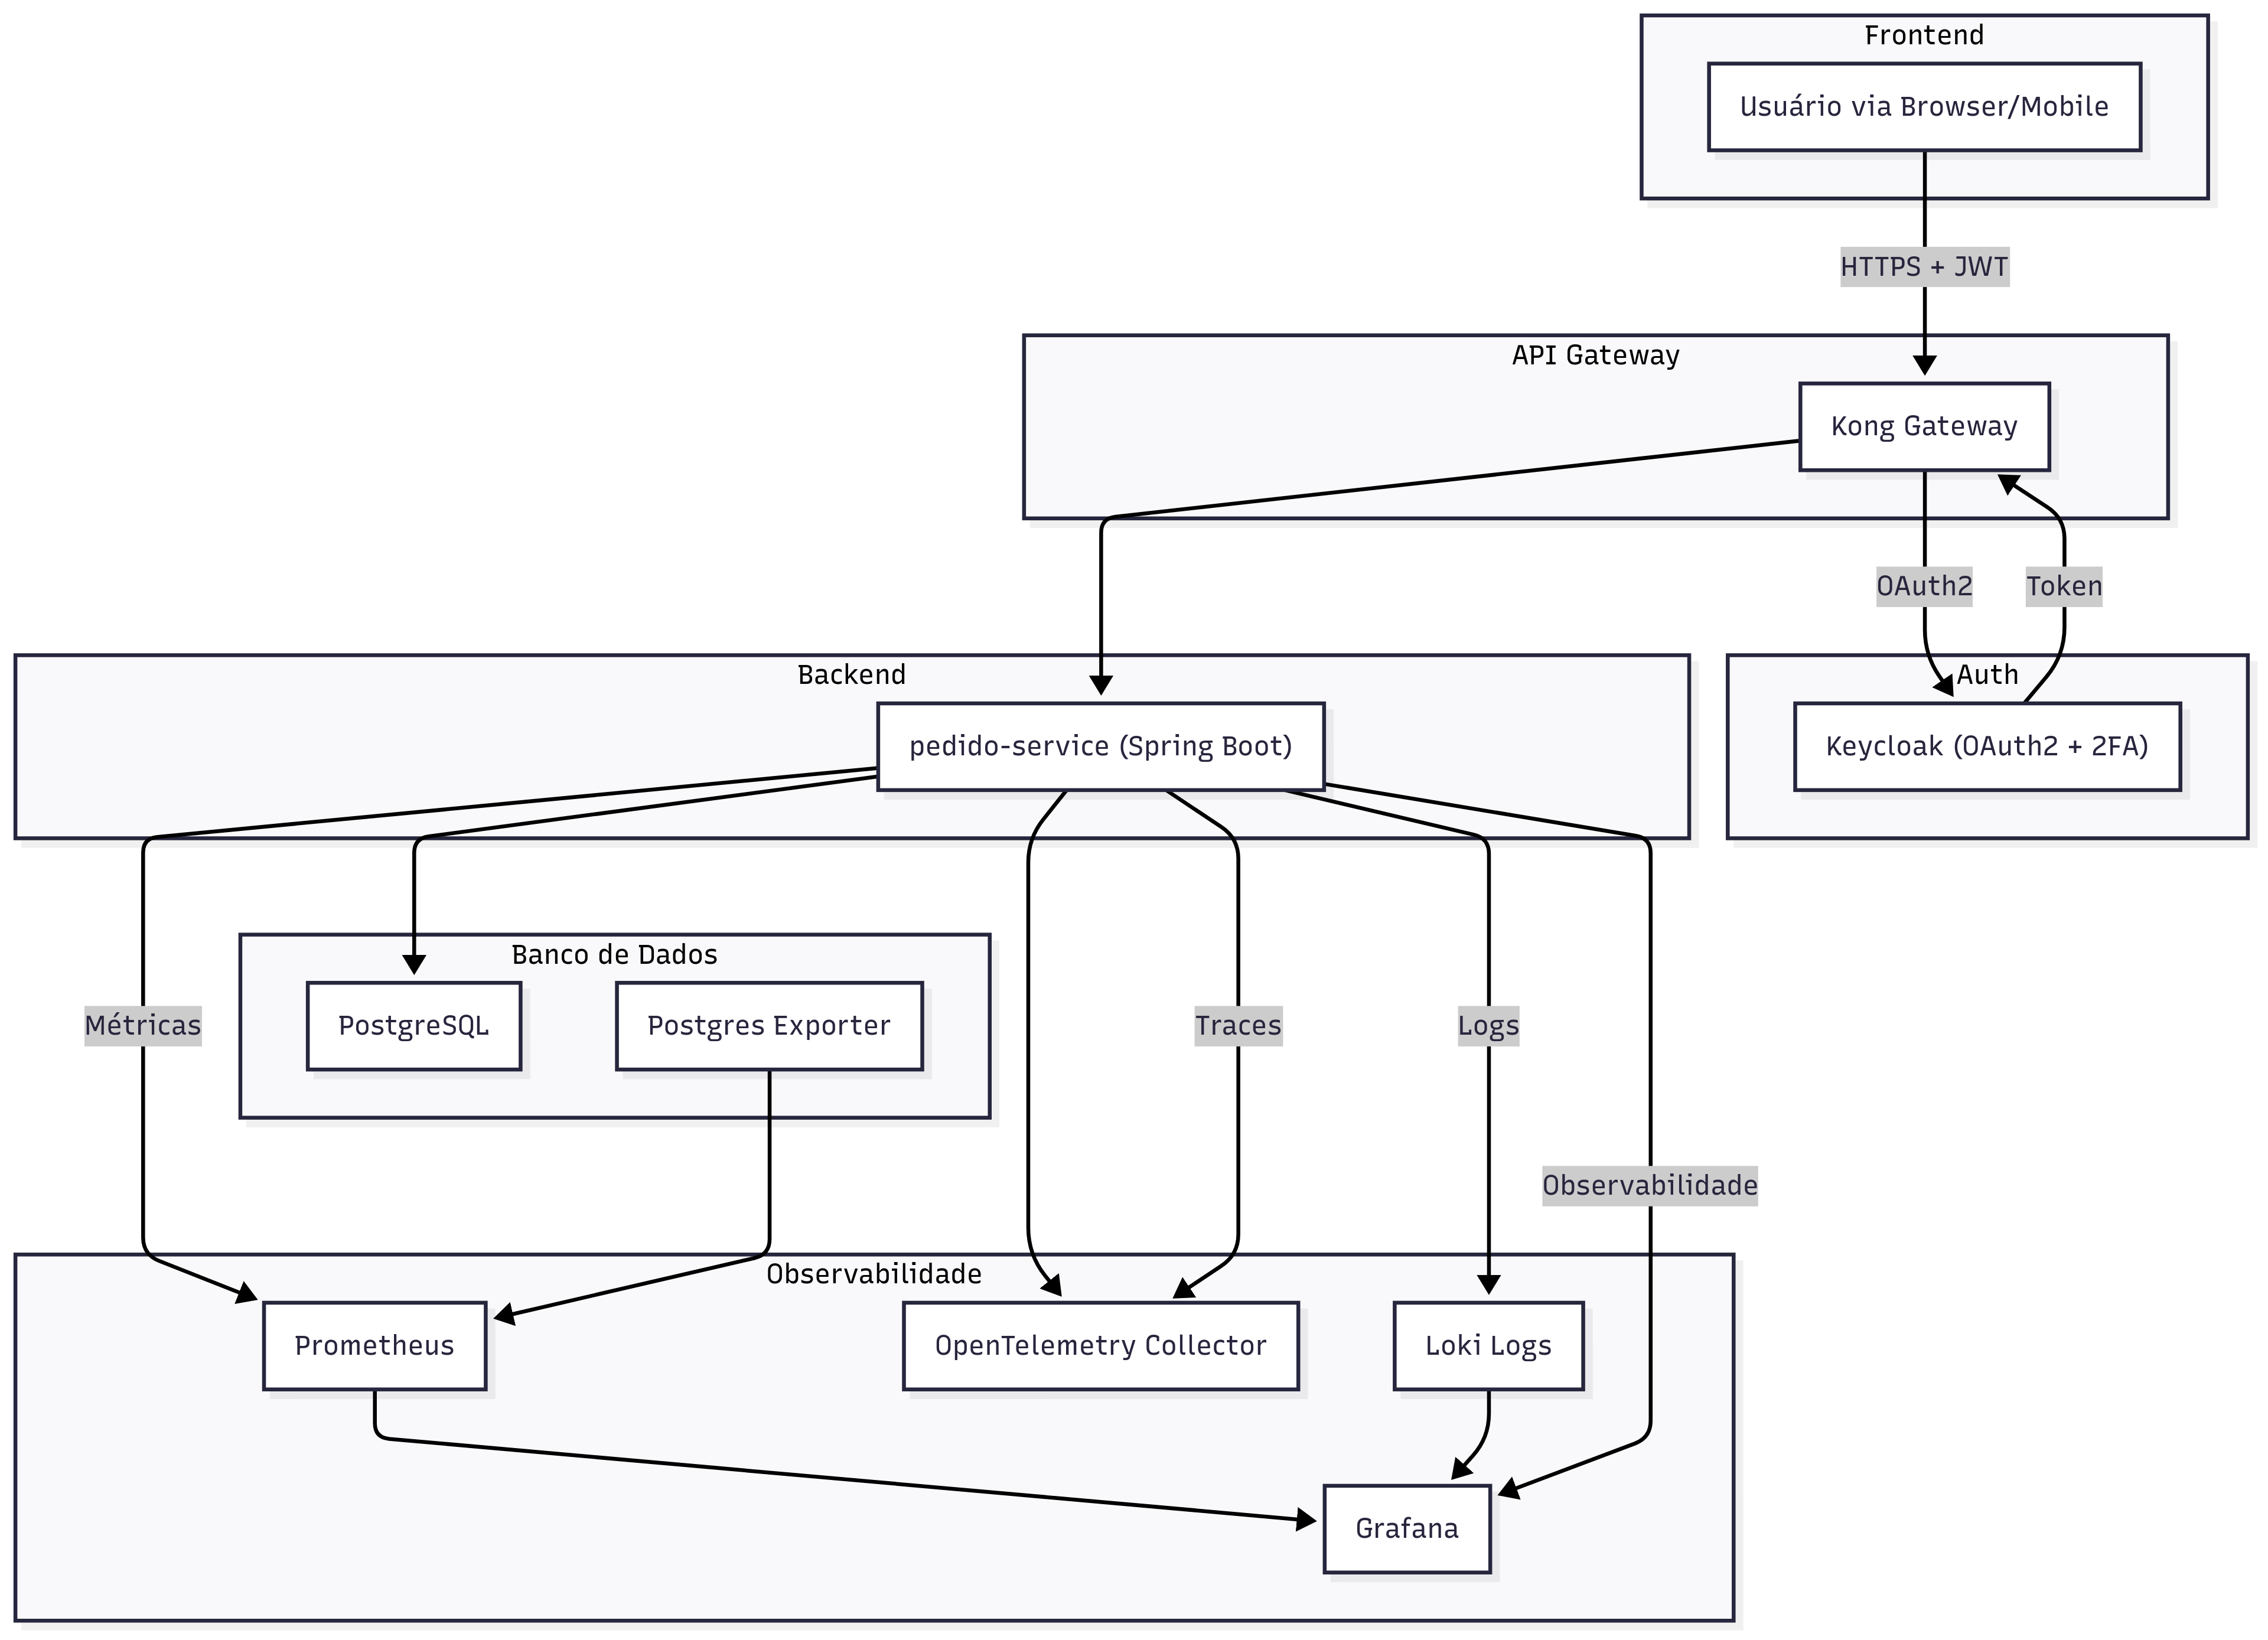 Frontend
Usuário via Browser/Mobile
HTTPS + JWT
API Gateway
Kong Gateway
OAuth2
Token
Backend
Auth
pedido-service (Spring Boot)
Keycloak (OAuth2 + 2FA)
Banco de Dados
PostgreSQL
Postgres Exporter
Métricas
Traces
Logs
Observabilidade
Observabilidade
Prometheus
OpenTelemetry Collector
Loki Logs
Grafana